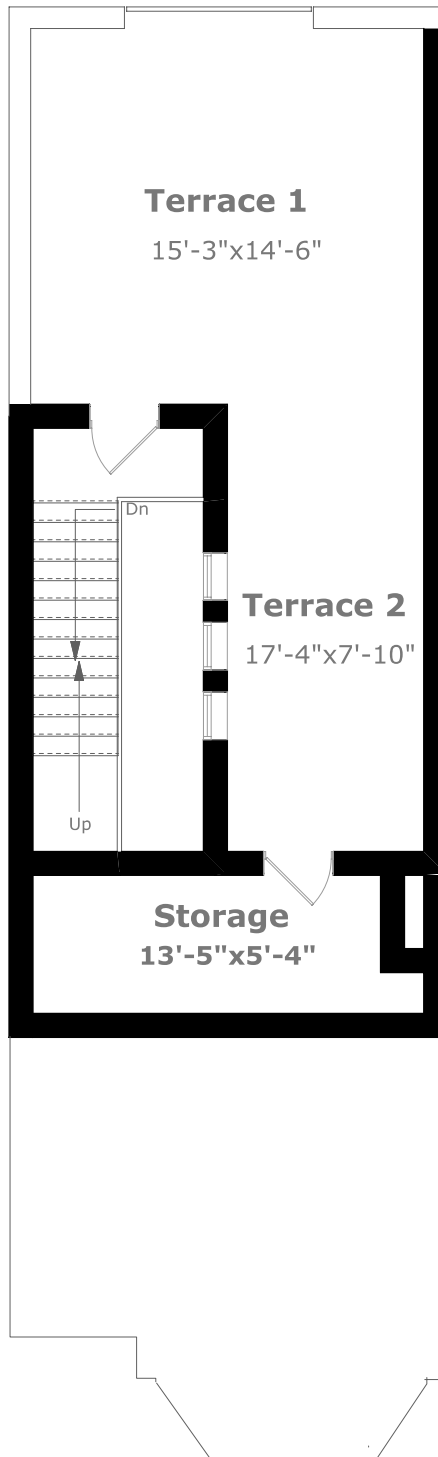 Terrace 1
15'-3"x14'-6"
Dn
Terrace 2
17'-4"x7'-10"
Up
Storage
13'-5"x5'-4"